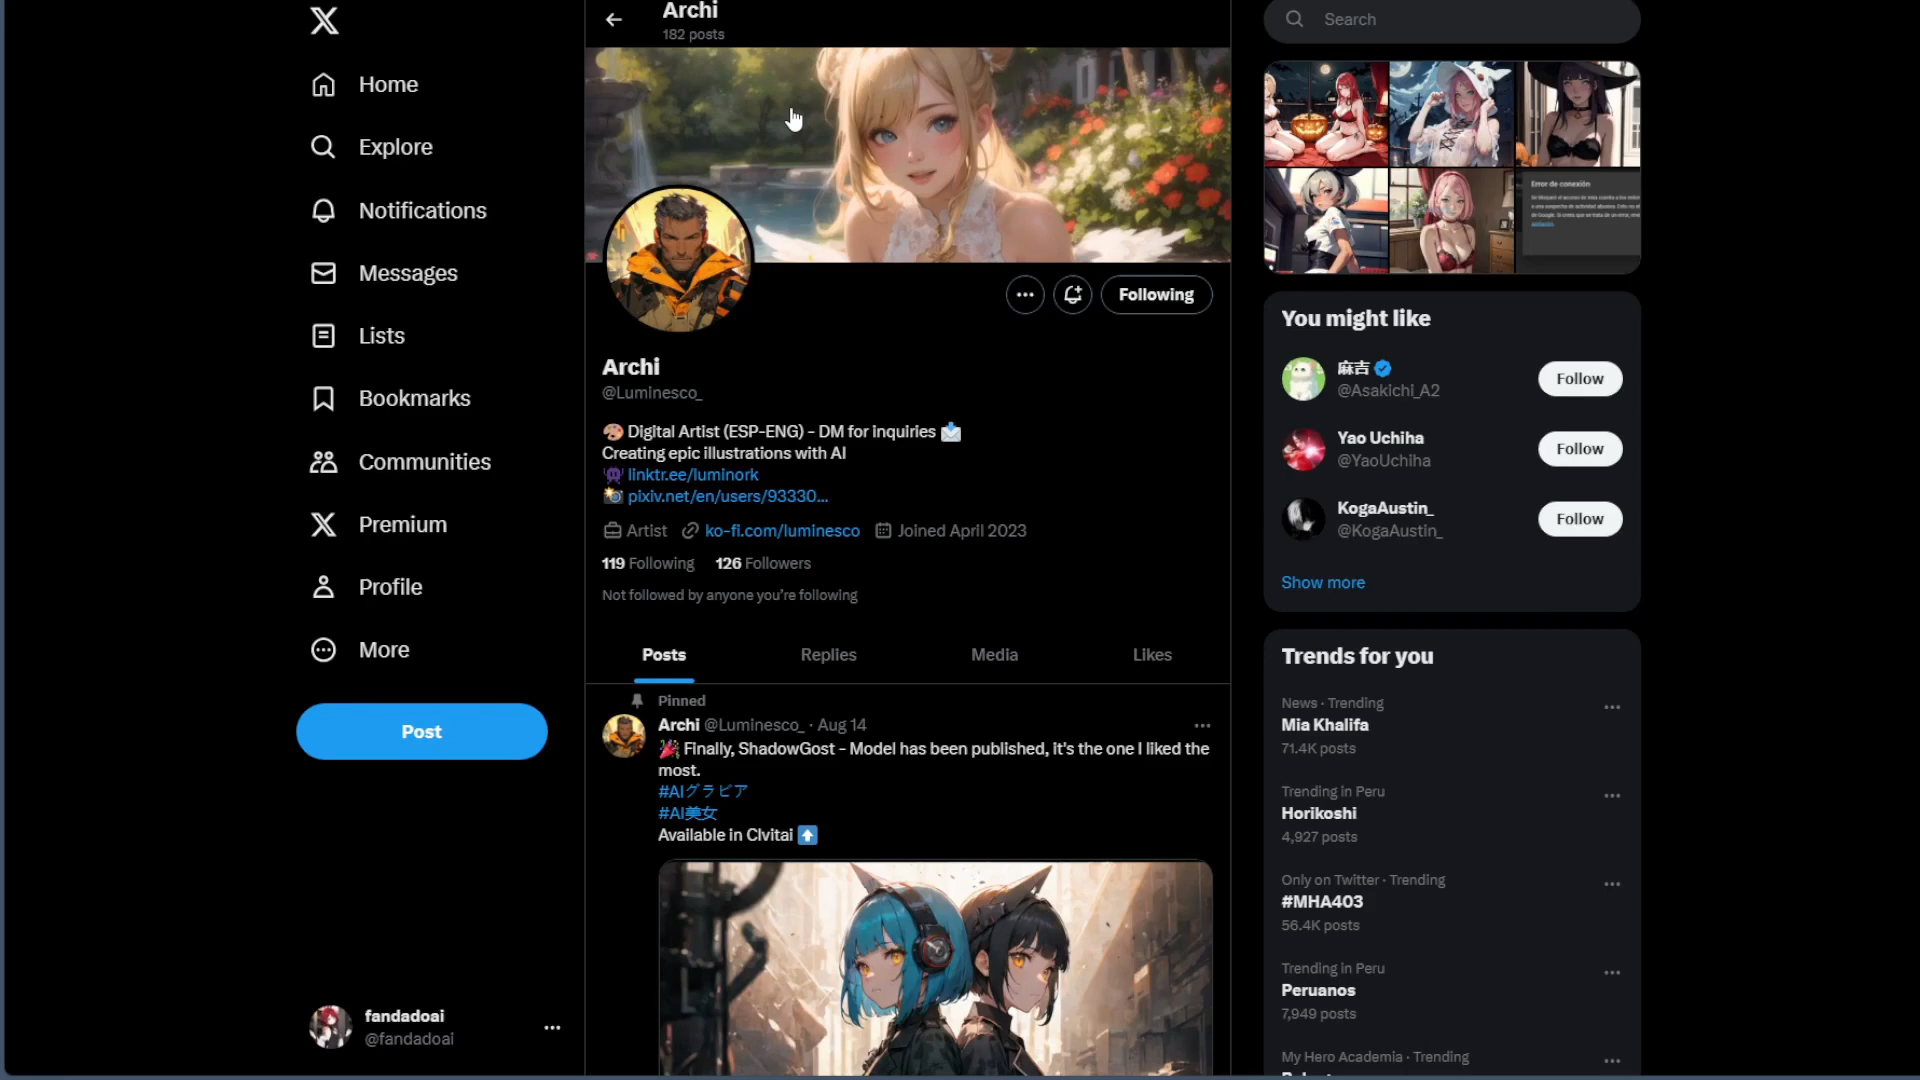 Home
Explore
Notifications
Messages
Lists
Bookmarks
Communities
Premium
Profile
More
Post
fandadoai
@fandadoai
Archi
182 posts
Following
Archi
@Luminesco_
🎨 Digital Artist (ESP-ENG) - DM for inquiries 📩
Creating epic illustrations with AI
👾 linktr.ee/luminork
📸 pixiv.net/en/users/93330...
Artist ko-fi.com/luminesco Joined April 2023
119 Following 126 Followers
Not followed by anyone you're following
Posts Replies Media Likes
Pinned
Archi @Luminesco_ · Aug 14
🎉 Finally, ShadowGost - Model has been published, it's the one I liked the
most.
#AIグラビア
#AI美女
Available in CIvitai ⬆️
Search
Error de conexión
You might like
麻吉
@Asakichi_A2
Follow
Yao Uchiha
@YaoUchiha
Follow
KogaAustin_
@KogaAustin_
Follow
Show more
Trends for you
News · Trending
Mia Khalifa
71.4K posts
Trending in Peru
Horikoshi
4,927 posts
Only on Twitter · Trending
#MHA403
56.4K posts
Trending in Peru
Peruanos
7,949 posts
My Hero Academia · Trending